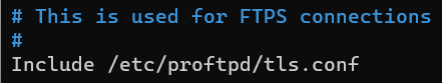 # This is used for FTPS connections
#
Include /etc/proftpd/tls.conf